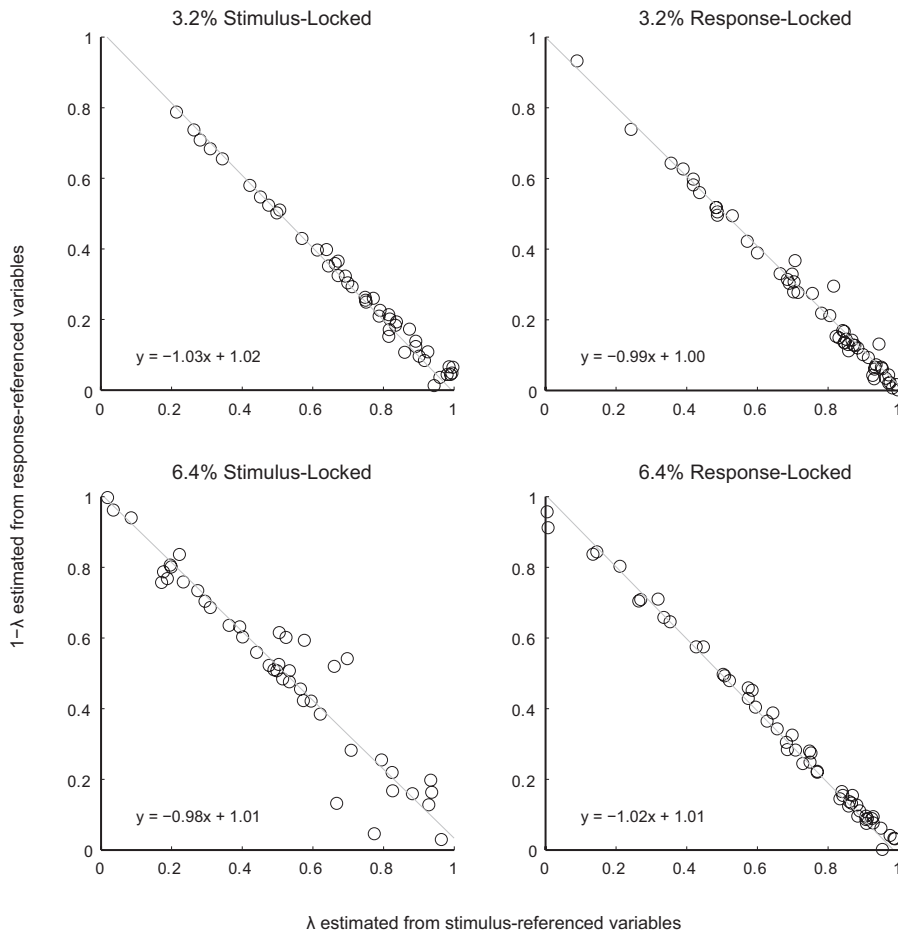 3.2% Stimulus-Locked
1
0.8
0.6
0.4
0.2
0
0 0.2 0.4 0.6 0.8 1
y = −1.03x + 1.02
3.2% Response-Locked
1
0.8
0.6
0.4
0.2
0
0 0.2 0.4 0.6 0.8 1
y = −0.99x + 1.00
1−λ estimated from response-referenced variables
6.4% Stimulus-Locked
1
0.8
0.6
0.4
0.2
0
0 0.2 0.4 0.6 0.8 1
y = −0.98x + 1.01
6.4% Response-Locked
1
0.8
0.6
0.4
0.2
0
0 0.2 0.4 0.6 0.8 1
y = −1.02x + 1.01
λ estimated from stimulus-referenced variables